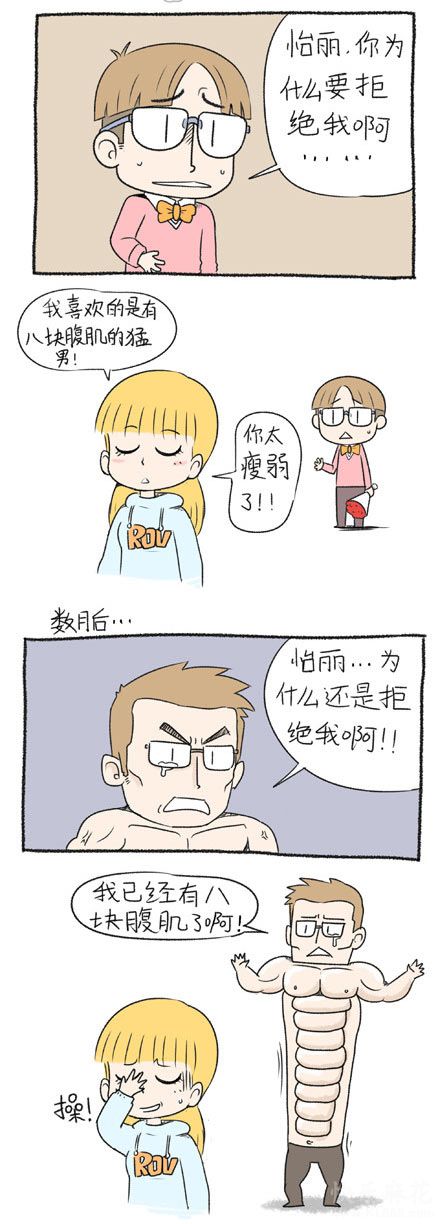 怡丽，你为
什么要拒
绝我啊
……
我喜欢的是有
八块腹肌的猛
男！
你太
瘦弱
了！！
ROV
数月后…
怡丽…为
什么还是拒
绝我啊！！
我已经有八
块腹肌了啊！
操！
ROV